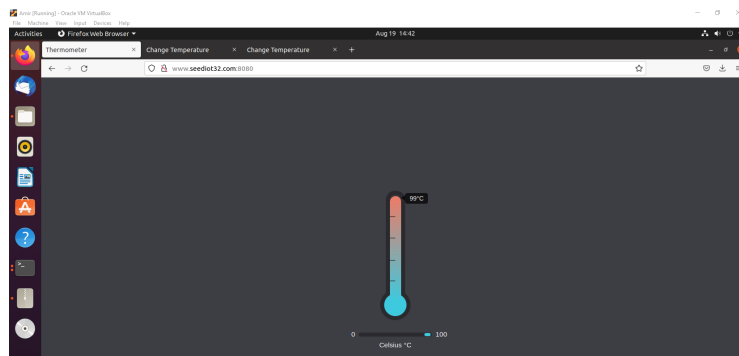 Amir [Running] - Oracle VM VirtualBox
File Machine View Input Devices Help
Activities Firefox Web Browser Aug 19 14:42
Thermometer × Change Temperature × Change Temperature × +
www.seediot32.com:8080
99°C
0 100
Celsius °C